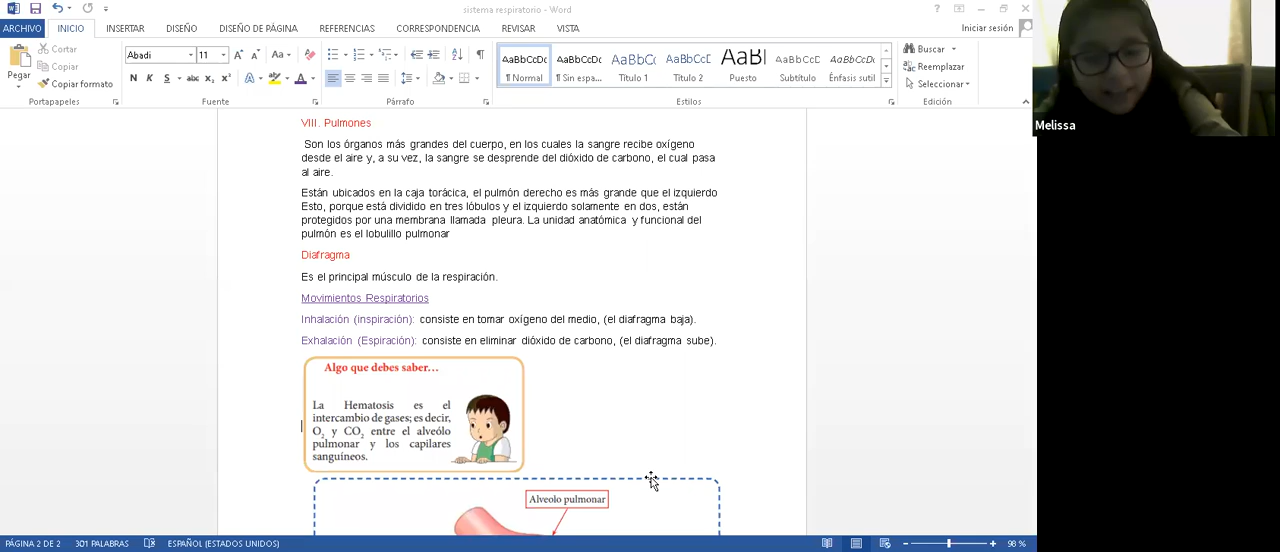 sistema respiratorio - Word
?
ARCHIVO INICIO INSERTAR DISEÑO DISEÑO DE PÁGINA REFERENCIAS CORRESPONDENCIA REVISAR VISTA Iniciar sesión
Pegar
Cortar
Copiar
Copiar formato
Portapapeles
Abadi 11
N K S abc x₂ x²
Fuente
Párrafo
AaBbCcDc AaBbCcDc AaBbCc AaBbCcC AaBl AaBbCcD AaBbCcDc
¶ Normal ¶ Sin espa... Título 1 Título 2 Puesto Subtítulo Énfasis sutil
Estilos
Buscar
Reemplazar
Seleccionar
Edición
Melissa
VIII. Pulmones
Son los órganos más grandes del cuerpo, en los cuales la sangre recibe oxígeno
desde el aire y, a su vez, la sangre se desprende del dióxido de carbono, el cual pasa
al aire.
Están ubicados en la caja torácica, el pulmón derecho es más grande que el izquierdo
Esto, porque está dividido en tres lóbulos y el izquierdo solamente en dos, están
protegidos por una membrana llamada pleura. La unidad anatómica y funcional del
pulmón es el lobulillo pulmonar
Diafragma
Es el principal músculo de la respiración.
Movimientos Respiratorios
Inhalación (inspiración): consiste en tomar oxígeno del medio, (el diafragma baja).
Exhalación (Espiración): consiste en eliminar dióxido de carbono, (el diafragma sube).
Algo que debes saber...
La Hematosis es el
intercambio de gases; es decir,
O₂ y CO₂ entre el alveólo
pulmonar y los capilares
sanguíneos.
Alveolo pulmonar
PÁGINA 2 DE 2 301 PALABRAS ESPAÑOL (ESTADOS UNIDOS) 98 %